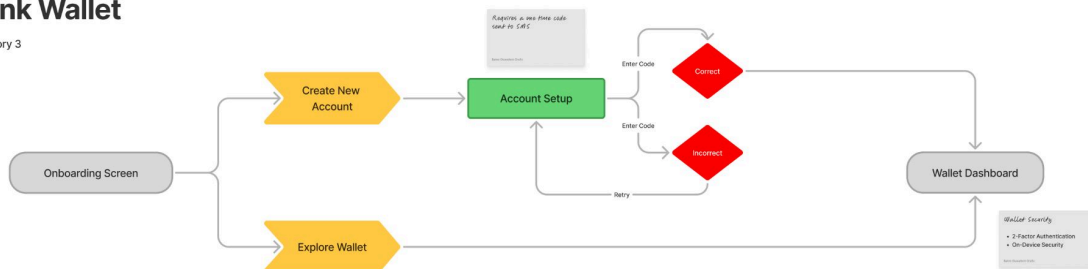 nk Wallet
ory 3
Requires a one time code
sent to SMS
Create New
Account
Account Setup
Enter Code
Correct
Enter Code
Incorrect
Retry
Onboarding Screen
Explore Wallet
Wallet Dashboard
Wallet Security
• 2-Factor Authentication
• On-Device Security